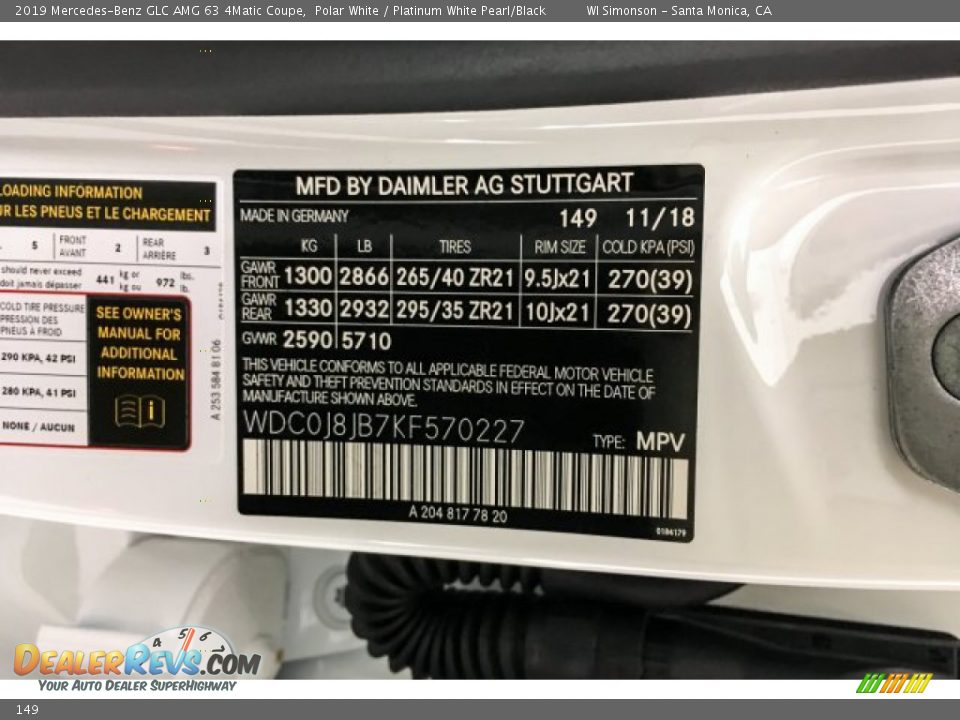 2019 Mercedes-Benz GLC AMG 63 4Matic Coupe, Polar White / Platinum White Pearl/Black WI Simonson - Santa Monica, CA
LOADING INFORMATION
UR LES PNEUS ET LE CHARGEMENT
5 FRONT AVANT 2 REAR ARRIÈRE 3
should never exceed
doit jamais dépasser 441 kg or kg ou 972 lbs. lb.
COLD TIRE PRESSURE
PRESSION DES
PNEUS À FROID
290 KPA, 42 PSI
280 KPA, 41 PSI
NONE / AUCUN
SEE OWNER'S
MANUAL FOR
ADDITIONAL
INFORMATION
A 253 584 81 06
MFD BY DAIMLER AG STUTTGART
MADE IN GERMANY 149 11/18
KG LB TIRES RIM SIZE COLD KPA (PSI)
GAWR FRONT 1300 2866 265/40 ZR21 9.5Jx21 270(39)
GAWR REAR 1330 2932 295/35 ZR21 10Jx21 270(39)
GVWR 2590 5710
THIS VEHICLE CONFORMS TO ALL APPLICABLE FEDERAL MOTOR VEHICLE
SAFETY AND THEFT PREVENTION STANDARDS IN EFFECT ON THE DATE OF
MANUFACTURE SHOWN ABOVE.
WDC0J8JB7KF570227
TYPE: MPV
A 204 817 78 20
0184179
4 5 6
DEALERREVS.COM
YOUR AUTO DEALER SUPERHIGHWAY
149